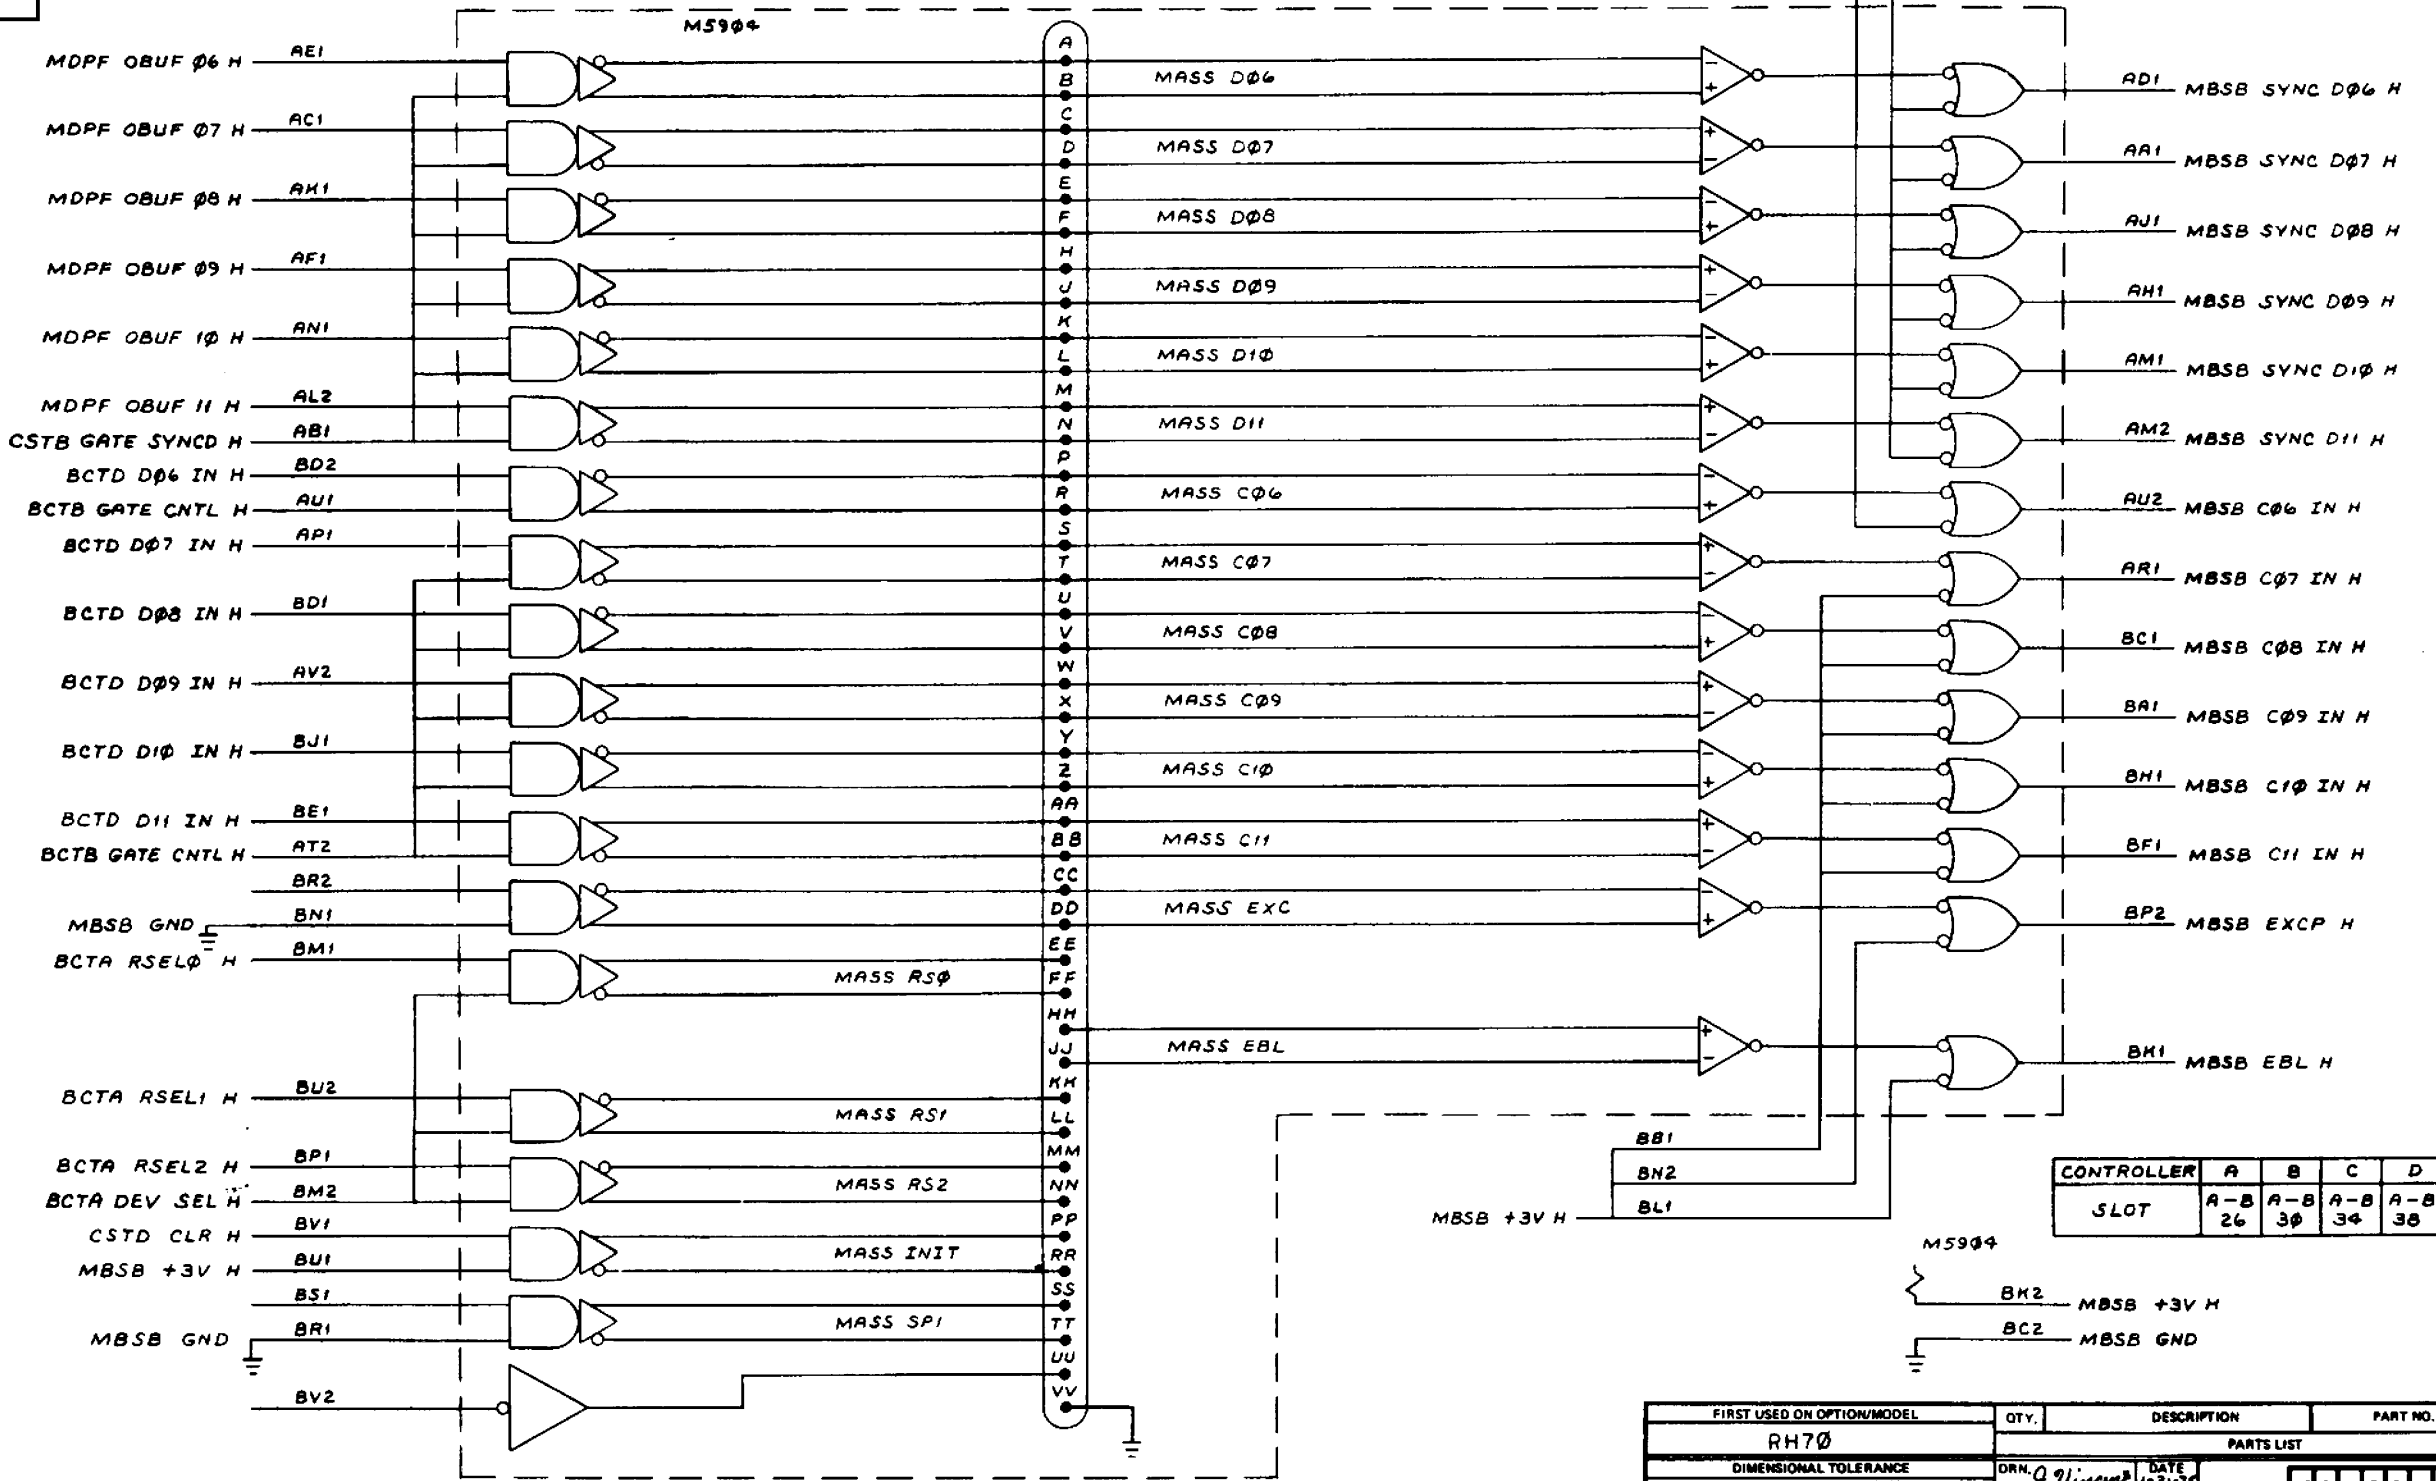 M59Ø4
MDPF OBUF Ø6 H AE1 A B MASS DØ6 - + AD1 MBSB SYNC DØ6 H
MDPF OBUF Ø7 H AC1 C D MASS DØ7 + - AA1 MBSB SYNC DØ7 H
MDPF OBUF Ø8 H AK1 E F MASS DØ8 - + AJ1 MBSB SYNC DØ8 H
MDPF OBUF Ø9 H AF1 H J MASS DØ9 + - AH1 MBSB SYNC DØ9 H
MDPF OBUF 1Ø H AN1 K L MASS D1Ø - + AM1 MBSB SYNC D1Ø H
MDPF OBUF 11 H AL2 M N MASS D11 + - AM2 MBSB SYNC D11 H
CSTB GATE SYNCD H AB1
BCTD DØ6 IN H BD2 P R MASS CØ6 - + AU2 MBSB CØ6 IN H
BCTB GATE CNTL H AU1
BCTD DØ7 IN H AP1 S T MASS CØ7 + - AR1 MBSB CØ7 IN H
BCTD DØ8 IN H BD1 U V MASS CØ8 - + BC1 MBSB CØ8 IN H
BCTD DØ9 IN H AV2 W X MASS CØ9 + - BA1 MBSB CØ9 IN H
BCTD D1Ø IN H BJ1 Y Z MASS C1Ø - + BH1 MBSB C1Ø IN H
BCTD D11 IN H BE1 AA BB MASS C11 + - BF1 MBSB C11 IN H
BCTB GATE CNTL H AT2
BR2 CC DD MASS EXC - + BP2 MBSB EXCP H
MBSB GND BN1
BCTA RSELØ H BM1 MASS RSØ EE FF
HH JJ MASS EBL + - BK1 MBSB EBL H
BCTA RSEL1 H BU2 MASS RS1 KK LL
BCTA RSEL2 H BP1 MASS RS2 MM NN
BCTA DEV SEL H BM2
CSTD CLR H BV1 MASS INIT PP RR
MBSB +3V H BU1
BS1 MASS SP1 SS TT
MBSB GND BR1
BV2 UU VV
BB1
BN2
MBSB +3V H BL1
CONTROLLER A B C D
SLOT A-B 26 A-B 3Ø A-B 34 A-B 38
M59Ø4
BK2 MBSB +3V H
BC2 MBSB GND
FIRST USED ON OPTION/MODEL QTY. DESCRIPTION PART NO.
RH7Ø PARTS LIST
DIMENSIONAL TOLERANCE DRN. DATE